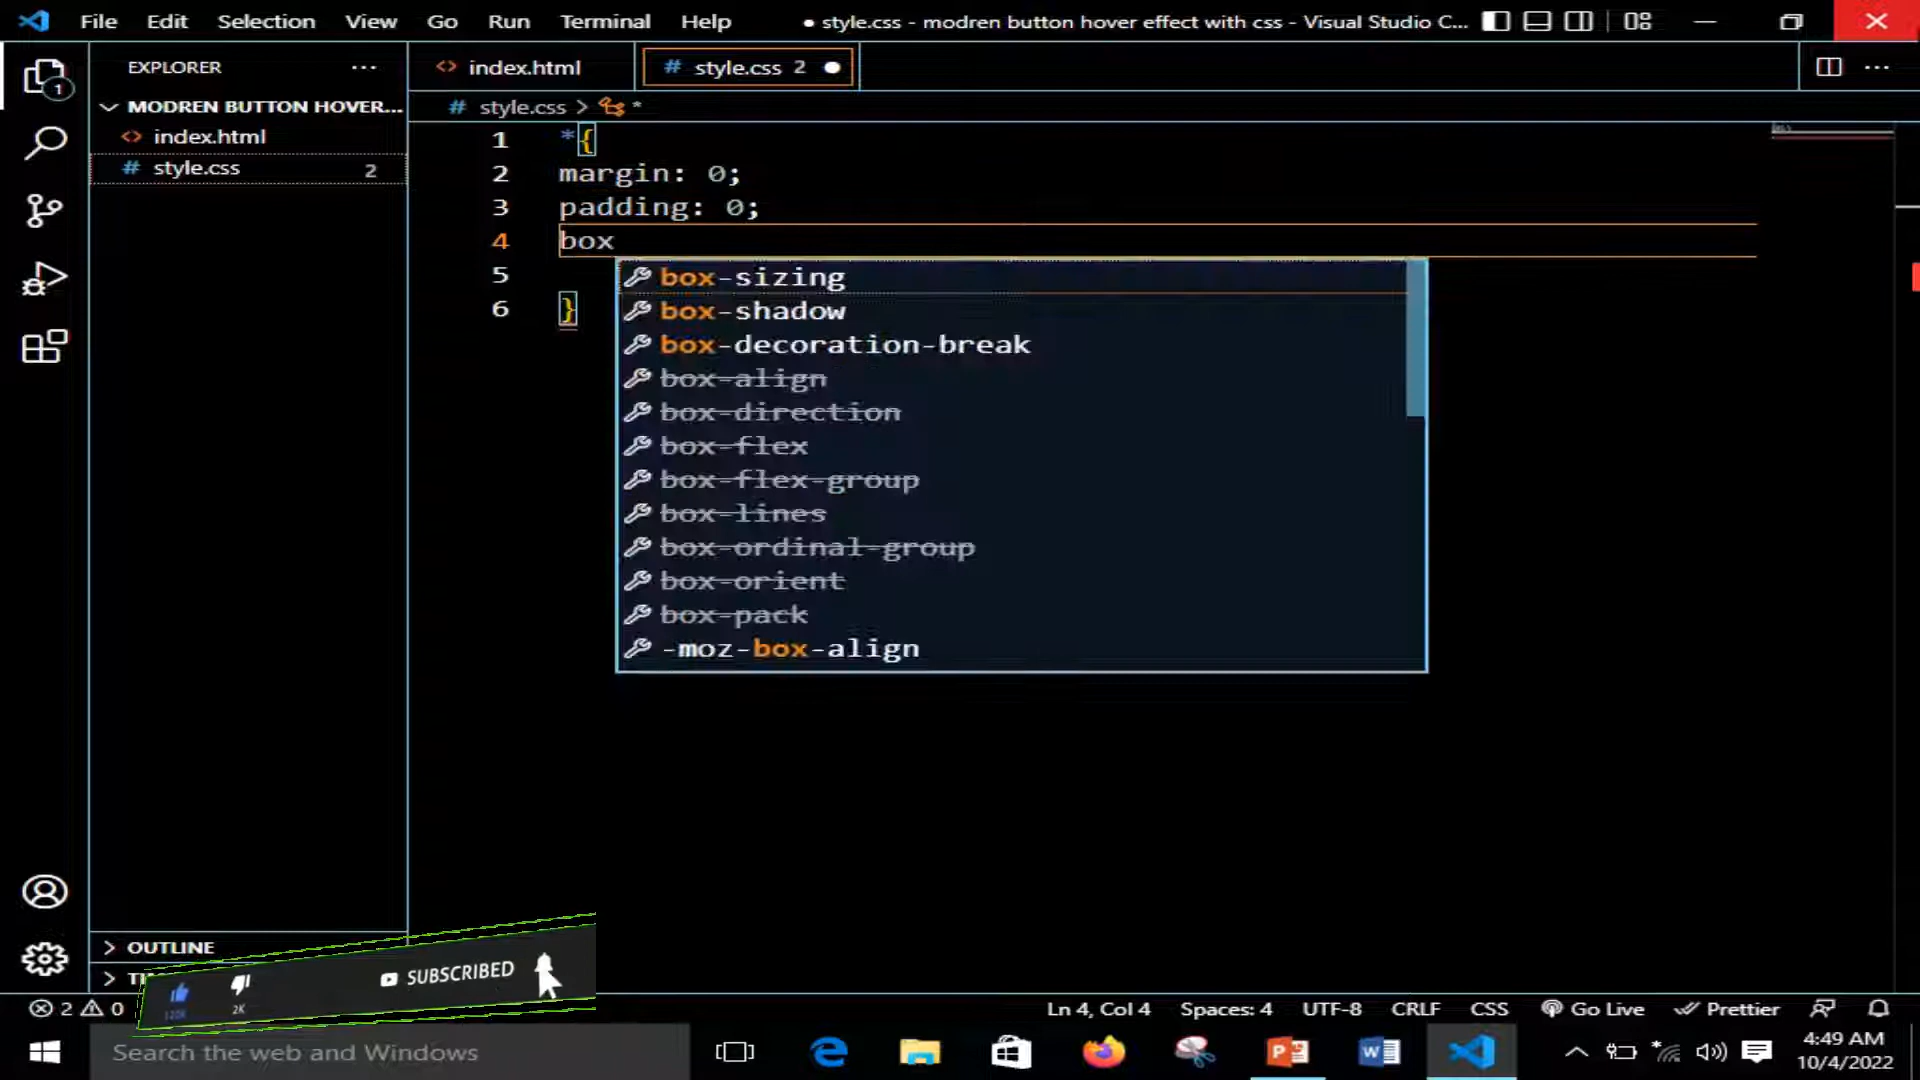 File Edit Selection View Go Run Terminal Help
● style.css - modren button hover effect with css - Visual Studio C...
EXPLORER ...
MODREN BUTTON HOVER...
<> index.html
# style.css 2
<> index.html
# style.css 2 ●
# style.css > *
1 *{
2 margin: 0;
3 padding: 0;
4 box
5
6 }
box-sizing
box-shadow
box-decoration-break
box-align
box-direction
box-flex
box-flex-group
box-lines
box-ordinal-group
box-orient
box-pack
-moz-box-align
1
OUTLINE
SUBSCRIBED
2K
2 0
Ln 4, Col 4 Spaces: 4 UTF-8 CRLF CSS Go Live Prettier
Search the web and Windows
4:49 AM
10/4/2022